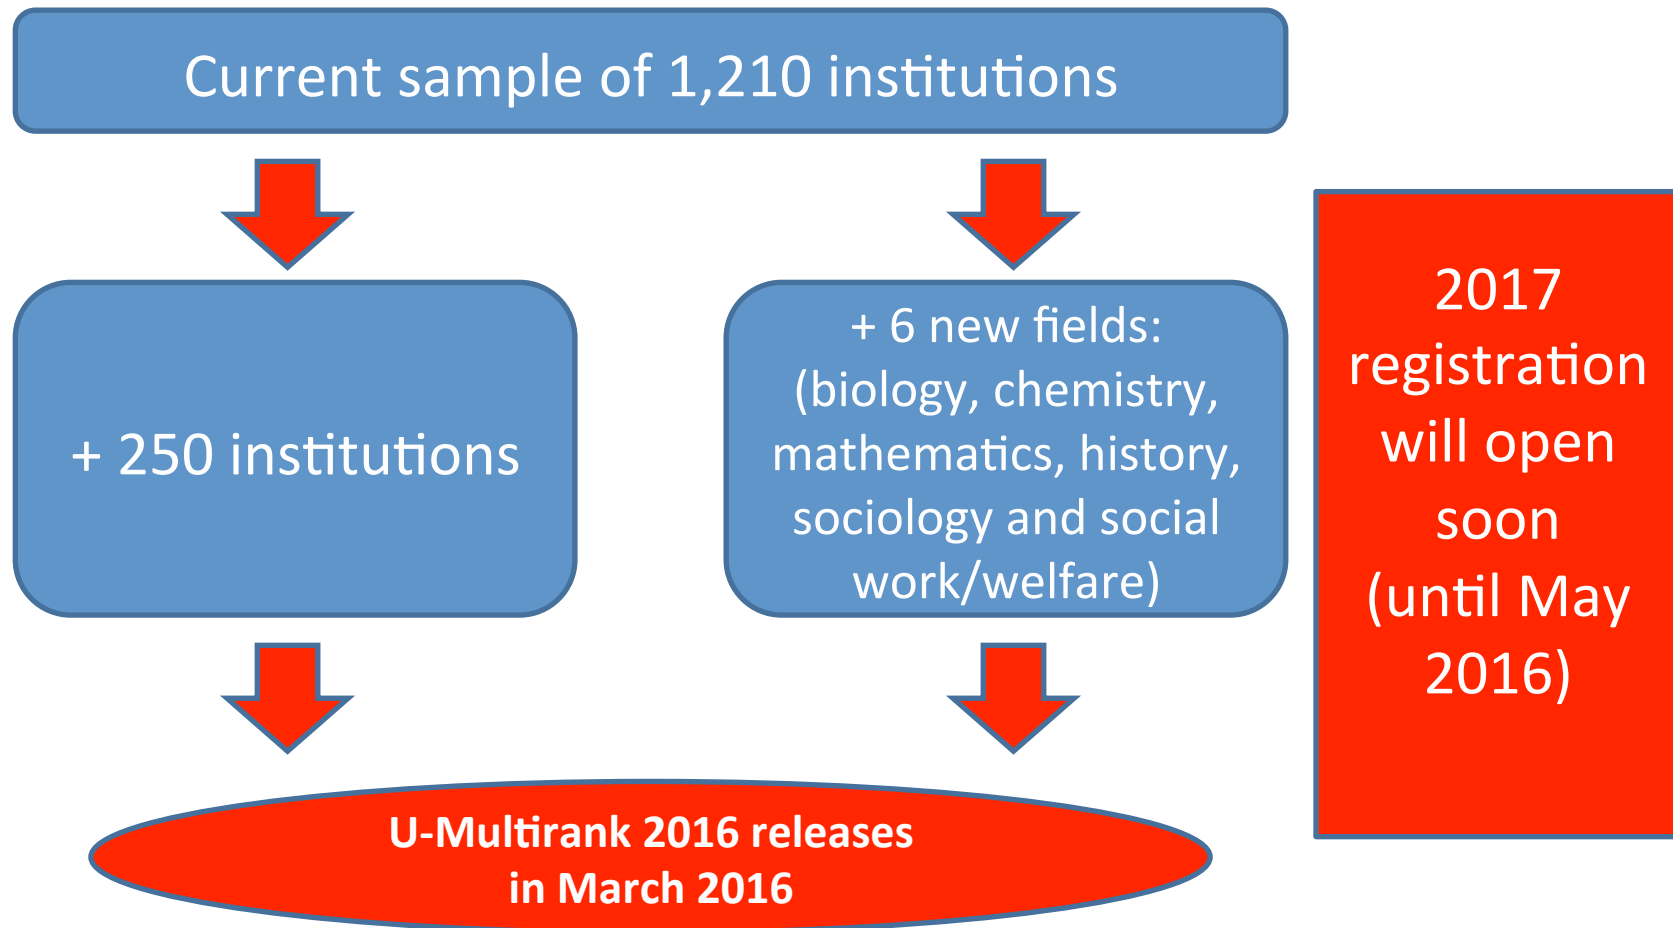 Current sample of 1,210 institutions
+ 250 institutions
+ 6 new fields:
(biology, chemistry,
mathematics, history,
sociology and social
work/welfare)
2017
registration
will open
soon
(until May
2016)
U-Multirank 2016 releases
in March 2016